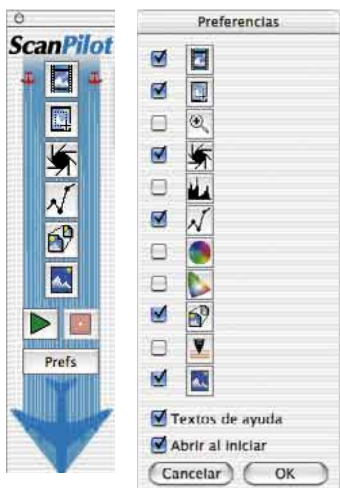 ScanPilot
Prefs
Preferencias
Textos de ayuda
Abrir al iniciar
Cancelar
OK